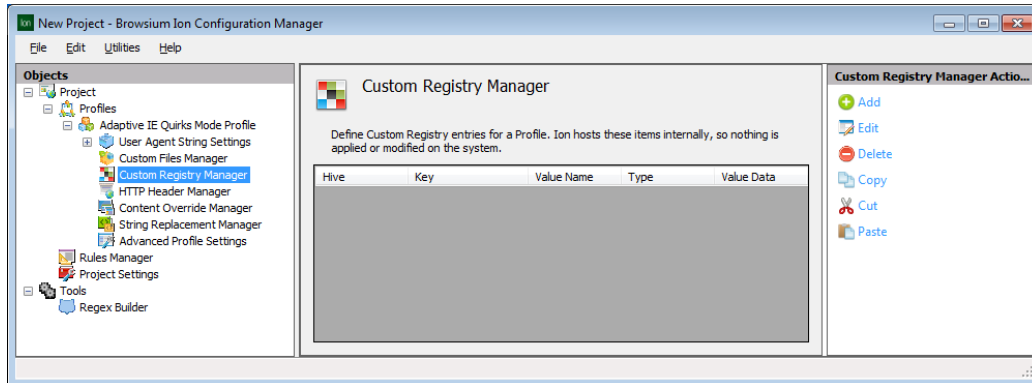 Ion New Project - Browsium Ion Configuration Manager
File Edit Utilities Help
Objects
Project
Profiles
Adaptive IE Quirks Mode Profile
User Agent String Settings
Custom Files Manager
Custom Registry Manager
HTTP Header Manager
Content Override Manager
String Replacement Manager
Advanced Profile Settings
Rules Manager
Project Settings
Tools
Regex Builder
Custom Registry Manager
Define Custom Registry entries for a Profile. Ion hosts these items internally, so nothing is
applied or modified on the system.
Hive Key Value Name Type Value Data
Custom Registry Manager Actio...
Add
Edit
Delete
Copy
Cut
Paste